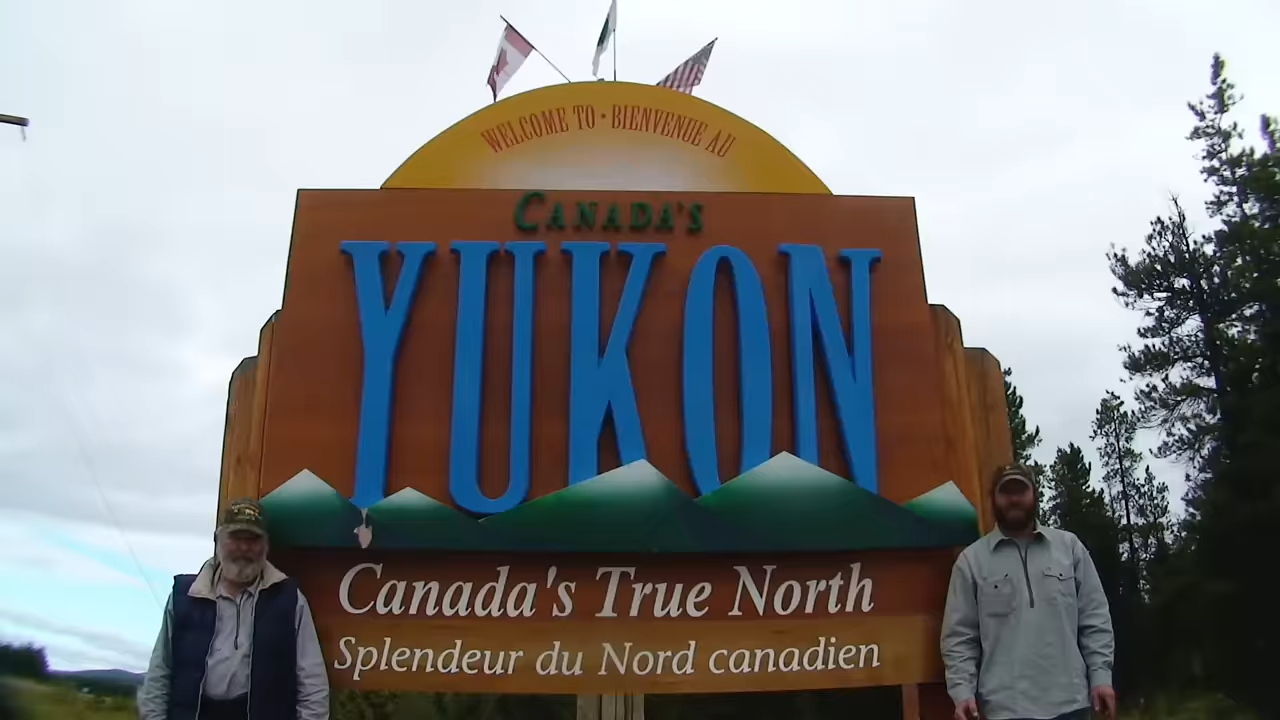 WELCOME TO • BIENVENUE AU
CANADA'S
YUKON
Canada's True North
Splendeur du Nord canadien